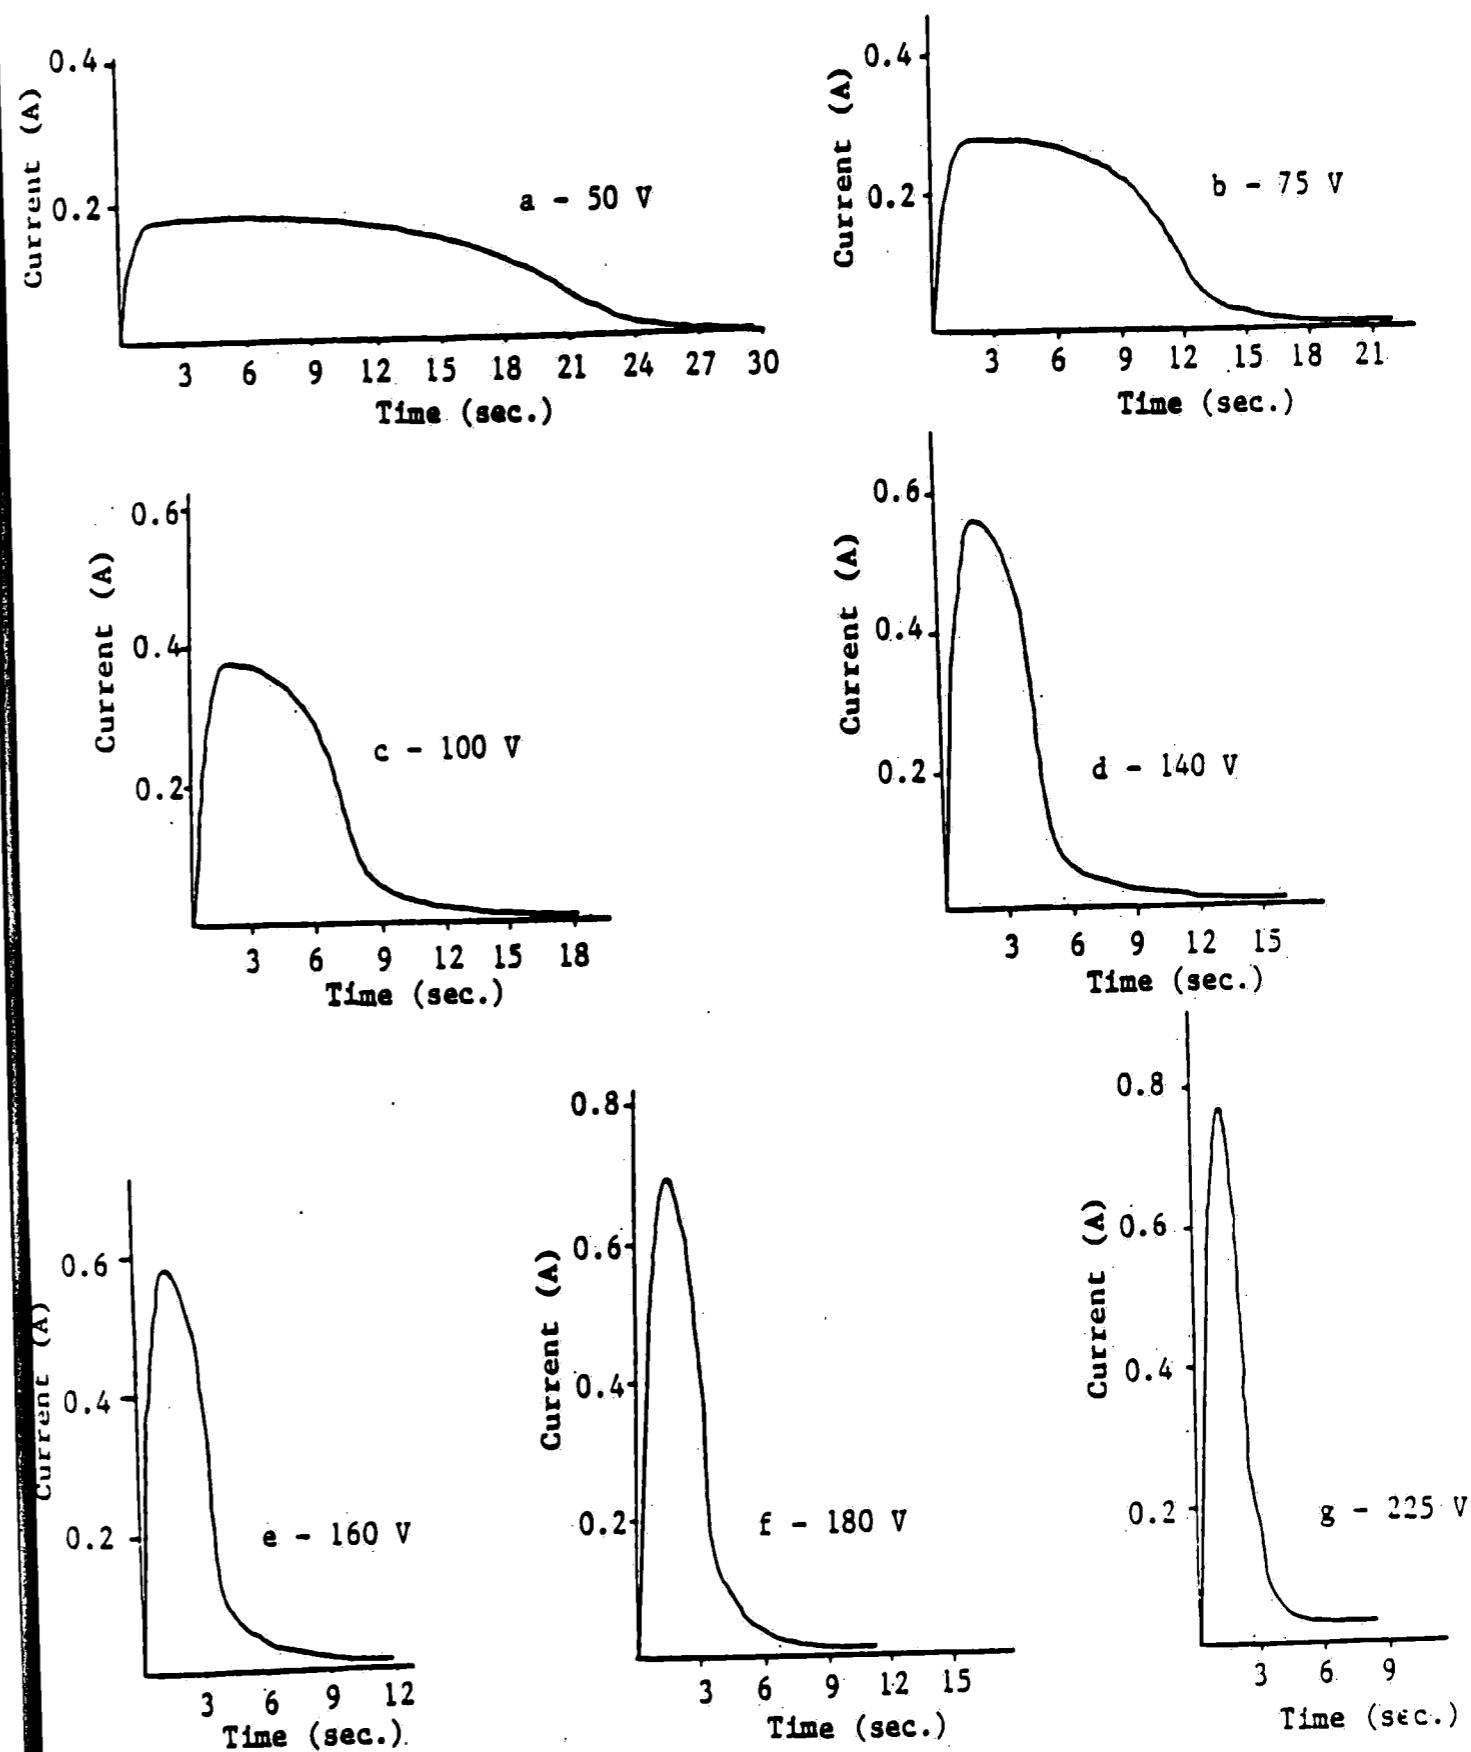 0.4
0.2
Current (A)
a - 50 V
3 6 9 12 15 18 21 24 27 30
Time (sec.)
0.4
0.2
Current (A)
b - 75 V
3 6 9 12 15 18 21
Time (sec.)
0.6
0.4
0.2
Current (A)
c - 100 V
3 6 9 12 15 18
Time (sec.)
0.6
0.4
0.2
Current (A)
d - 140 V
3 6 9 12 15
Time (sec.)
0.6
0.4
0.2
Current (A)
e - 160 V
3 6 9 12
Time (sec.)
0.8
0.6
0.4
0.2
Current (A)
f - 180 V
3 6 9 12 15
Time (sec.)
0.8
0.6
0.4
0.2
Current (A)
g - 225 V
3 6 9
Time (sec.)